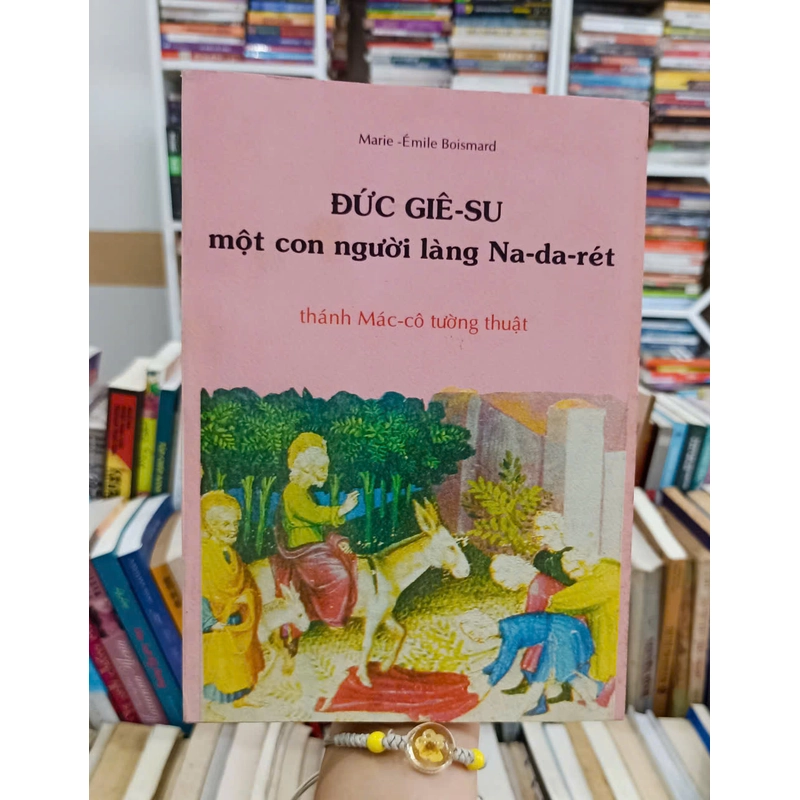 Marie -Émile Boismard
ĐỨC GIÊ-SU
một con người làng Na-da-rét
thánh Mác-cô tường thuật